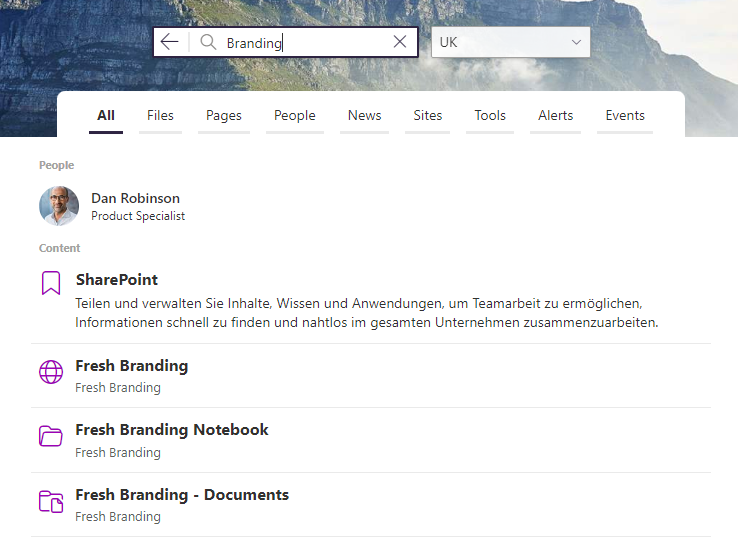 Branding
UK
All
Files
Pages
People
News
Sites
Tools
Alerts
Events
People
Dan Robinson
Product Specialist
Content
SharePoint
Teilen und verwalten Sie Inhalte, Wissen und Anwendungen, um Teamarbeit zu ermöglichen,
Informationen schnell zu finden und nahtlos im gesamten Unternehmen zusammenzuarbeiten.
Fresh Branding
Fresh Branding
Fresh Branding Notebook
Fresh Branding
Fresh Branding - Documents
Fresh Branding